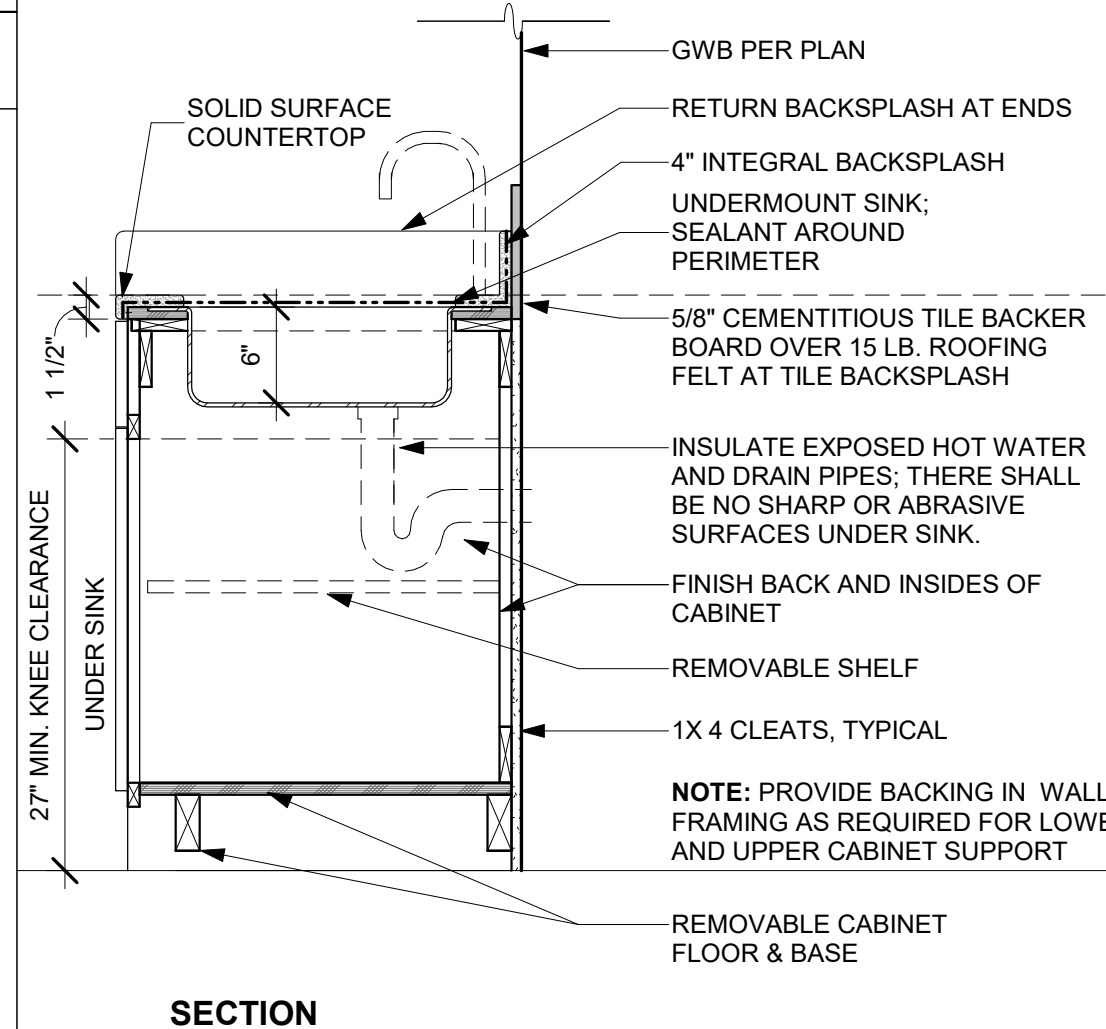 GWB PER PLAN
SOLID SURFACE
COUNTERTOP
RETURN BACKSPLASH AT ENDS
4" INTEGRAL BACKSPLASH
UNDERMOUNT SINK;
SEALANT AROUND
PERIMETER
5/8" CEMENTITIOUS TILE BACKER
BOARD OVER 15 LB. ROOFING
FELT AT TILE BACKSPLASH
1 1/2"
6"
INSULATE EXPOSED HOT WATER
AND DRAIN PIPES; THERE SHALL
BE NO SHARP OR ABRASIVE
SURFACES UNDER SINK.
27" MIN. KNEE CLEARANCE
UNDER SINK
FINISH BACK AND INSIDES OF
CABINET
REMOVABLE SHELF
1X 4 CLEATS, TYPICAL
NOTE: PROVIDE BACKING IN WALL
FRAMING AS REQUIRED FOR LOWE
AND UPPER CABINET SUPPORT
REMOVABLE CABINET
FLOOR & BASE
SECTION